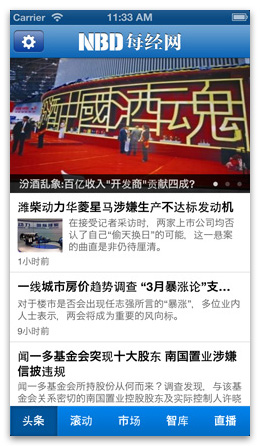 Carrier 11:33 AM
NBD每经网
中國酒魂
汾酒乱象:百亿收入"开发商"贡献四成?
潍柴动力华菱星马涉嫌生产不达标发动机
在接受记者采访时，两家上市公司均否
认了自己“偷天换日”的可能，这一悬案
的曲直是非仍待厘清。
1小时前
一线城市房价趋势调查 “3月暴涨论”支...
对于楼市是否会出现任志强所言的“暴涨”，多位业内
人士表示，两会将成为重要的风向标。
9小时前
闻一多基金会突现十大股东 南国置业涉嫌
信披违规
闻一多基金会所持股份从何而来？调查发现，与该基
金会关系密切的南国置业控股股东及实际控制人许晓
头条 滚动 市场 智库 直播